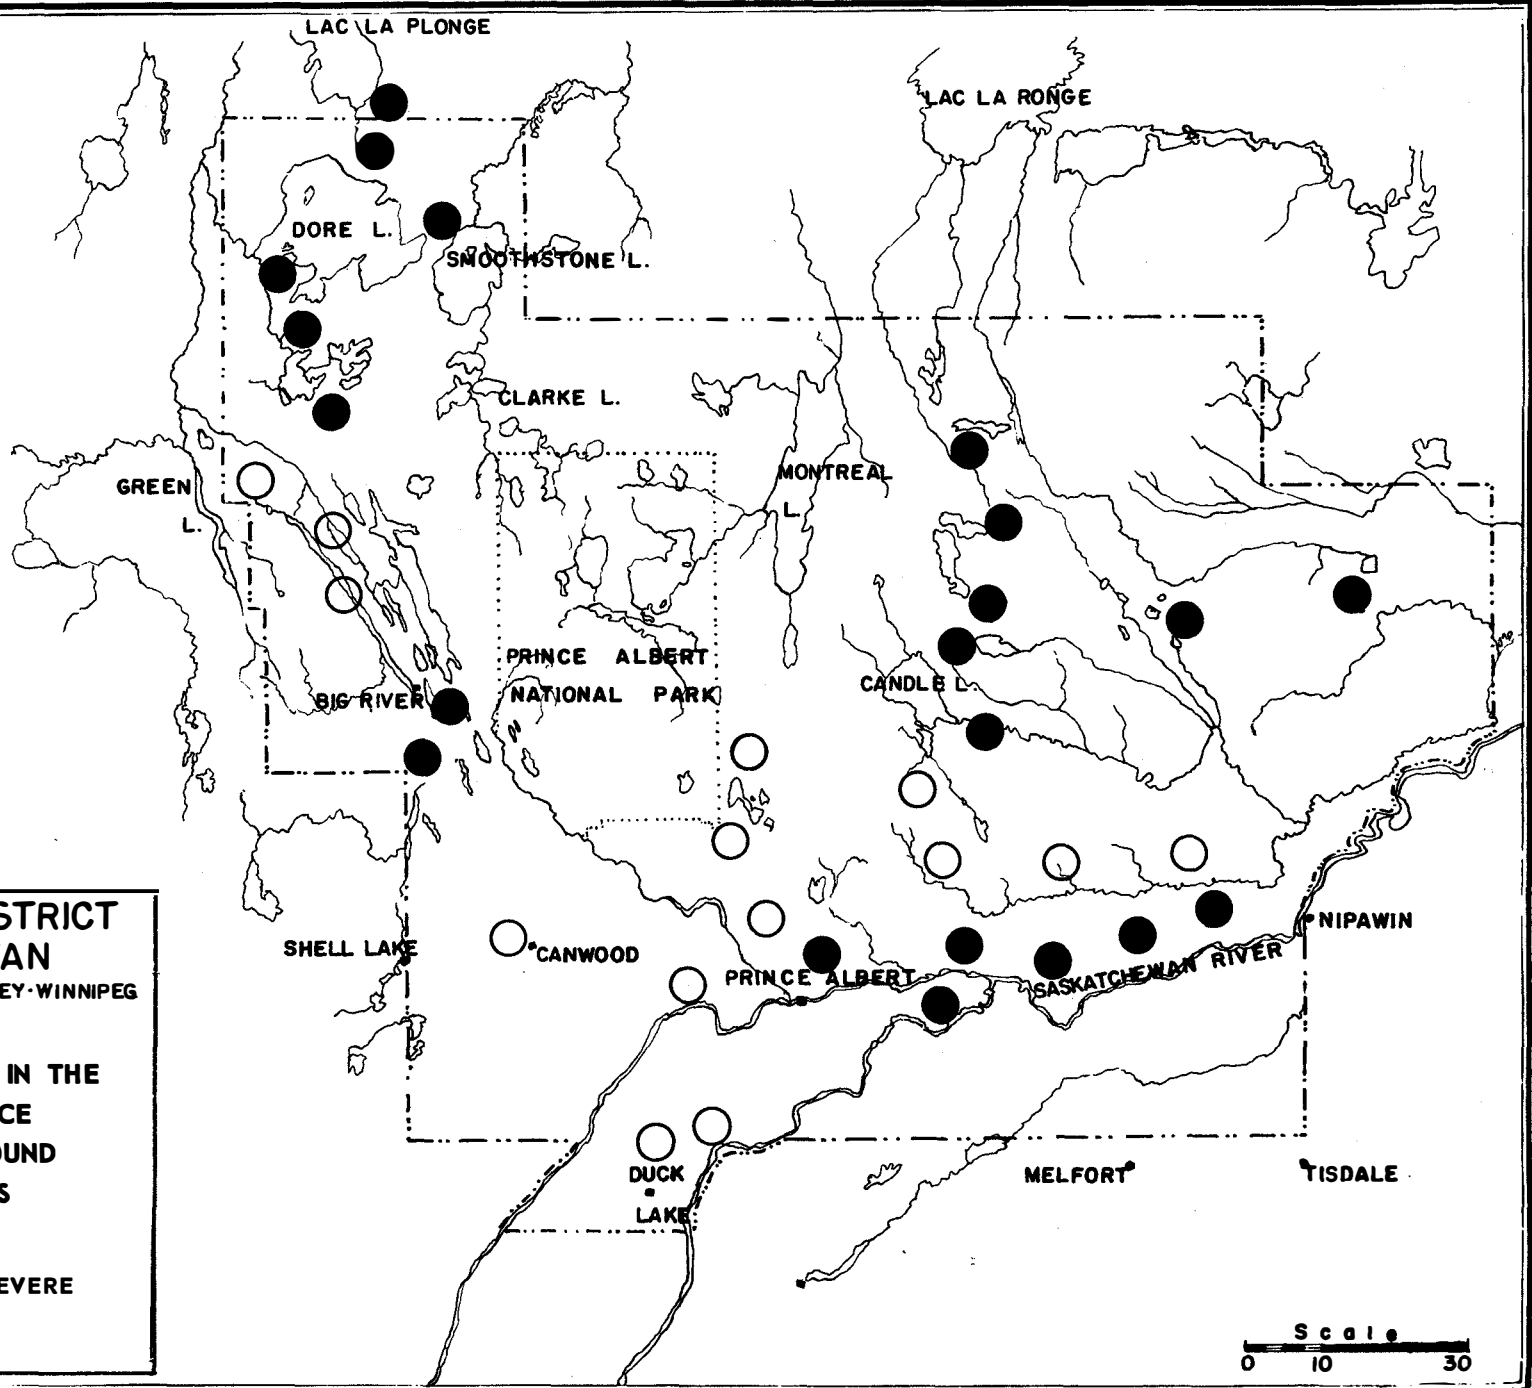 LAC LA PLONGE
LAC LA RONGE
DORE L.
SMOOTHSTONE L.
CLARKE L.
MONTREAL
L.
GREEN
L.
PRINCE ALBERT
NATIONAL PARK
CANDLE L.
BIG RIVER
SHELL LAKE
CANWOOD
PRINCE ALBERT
SASKATCHEWAN RIVER
NIPAWIN
DUCK
LAKE
MELFORT
TISDALE
STRICT
AN
EY-WINNIPEG
IN THE
CE
OUND
S
EVERE
Scale
0 10 30